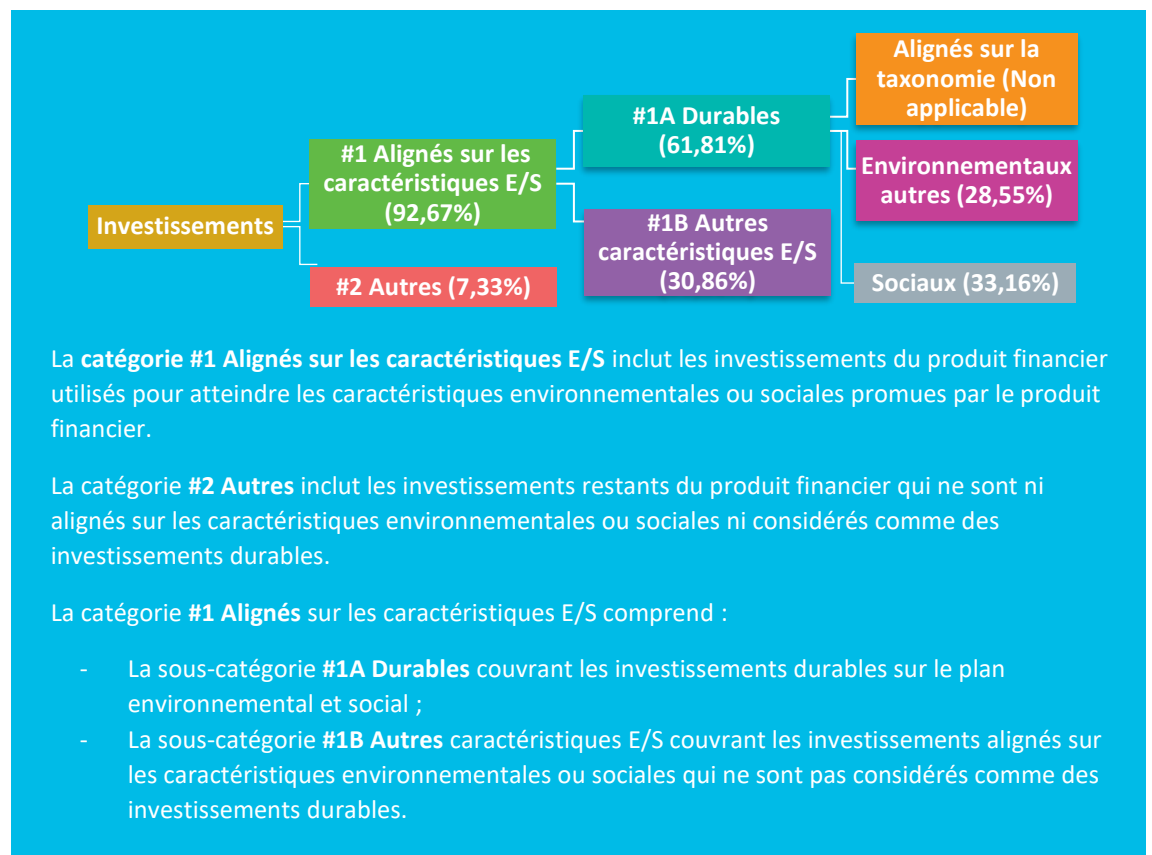 Alignés sur la
taxonomie (Non
applicable)
#1A Durables
(61,81%)
#1 Alignés sur les
caractéristiques E/S
(92,67%)
Environnementaux
autres (28,55%)
Investissements
#1B Autres
caractéristiques E/S
(30,86%)
#2 Autres (7,33%)
Sociaux (33,16%)
La catégorie #1 Alignés sur les caractéristiques E/S inclut les investissements du produit financier
utilisés pour atteindre les caractéristiques environnementales ou sociales promues par le produit
financier.
La catégorie #2 Autres inclut les investissements restants du produit financier qui ne sont ni
alignés sur les caractéristiques environnementales ou sociales ni considérés comme des
investissements durables.
La catégorie #1 Alignés sur les caractéristiques E/S comprend :
- La sous-catégorie #1A Durables couvrant les investissements durables sur le plan
environnemental et social ;
- La sous-catégorie #1B Autres caractéristiques E/S couvrant les investissements alignés sur
les caractéristiques environnementales ou sociales qui ne sont pas considérés comme des
investissements durables.